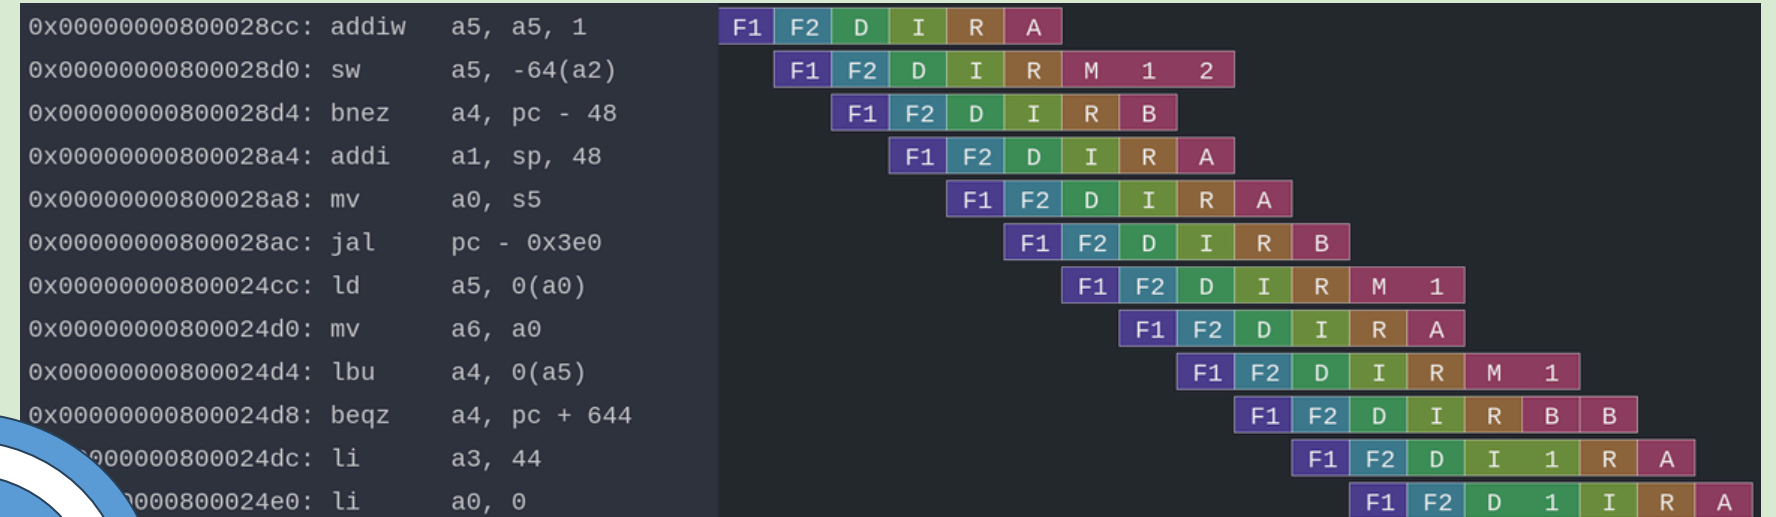 0x00000000800028cc: addiw a5, a5, 1 F1 F2 D I R A
0x00000000800028d0: sw a5, -64(a2) F1 F2 D I R M 1 2
0x00000000800028d4: bnez a4, pc - 48 F1 F2 D I R B
0x00000000800028a4: addi a1, sp, 48 F1 F2 D I R A
0x00000000800028a8: mv a0, s5 F1 F2 D I R A
0x00000000800028ac: jal pc - 0x3e0 F1 F2 D I R B
0x00000000800024cc: ld a5, 0(a0) F1 F2 D I R M 1
0x00000000800024d0: mv a6, a0 F1 F2 D I R A
0x00000000800024d4: lbu a4, 0(a5) F1 F2 D I R M 1
0x00000000800024d8: beqz a4, pc + 644 F1 F2 D I R B B
00000000800024dc: li a3, 44 F1 F2 D I 1 R A
0000800024e0: li a0, 0 F1 F2 D 1 I R A